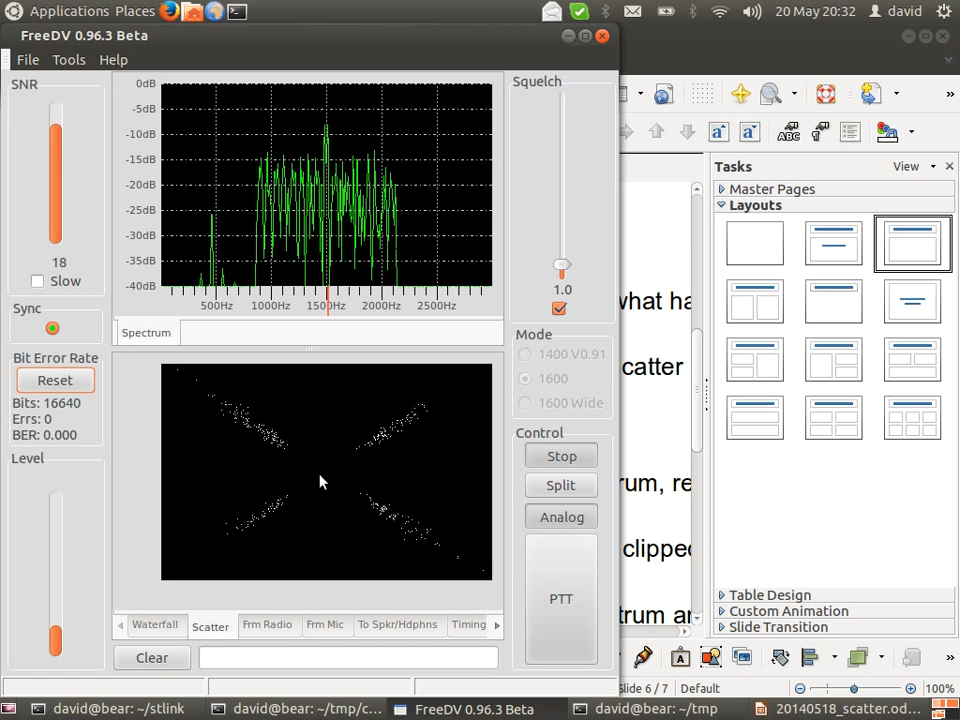 Applications Places
20 May 20:32 david
FreeDV 0.96.3 Beta
File Tools Help
SNR
18
Slow
Sync
Bit Error Rate
Reset
Bits: 16640
Errs: 0
BER: 0.000
Level
0dB
-5dB
-10dB
-15dB
-20dB
-25dB
-30dB
-35dB
-40dB
500Hz 1000Hz 1500Hz 2000Hz 2500Hz
Spectrum
Waterfall Scatter Frm Radio Frm Mic To Spkr/Hdphns Timing
Clear
Squelch
1.0
Mode
1400 V0.91
1600
1600 Wide
Control
Stop
Split
Analog
PTT
a a ABC
what ha
catter
rum, re
clipped
trum an
Tasks View
Master Pages
Layouts
Table Design
Custom Animation
Slide Transition
A
Slide 6 / 7 Default 100%
david@bear: ~/stlink david@bear: ~/tmp/c... FreeDV 0.96.3 Beta david@bear: ~/tmp 20140518_scatter.od...